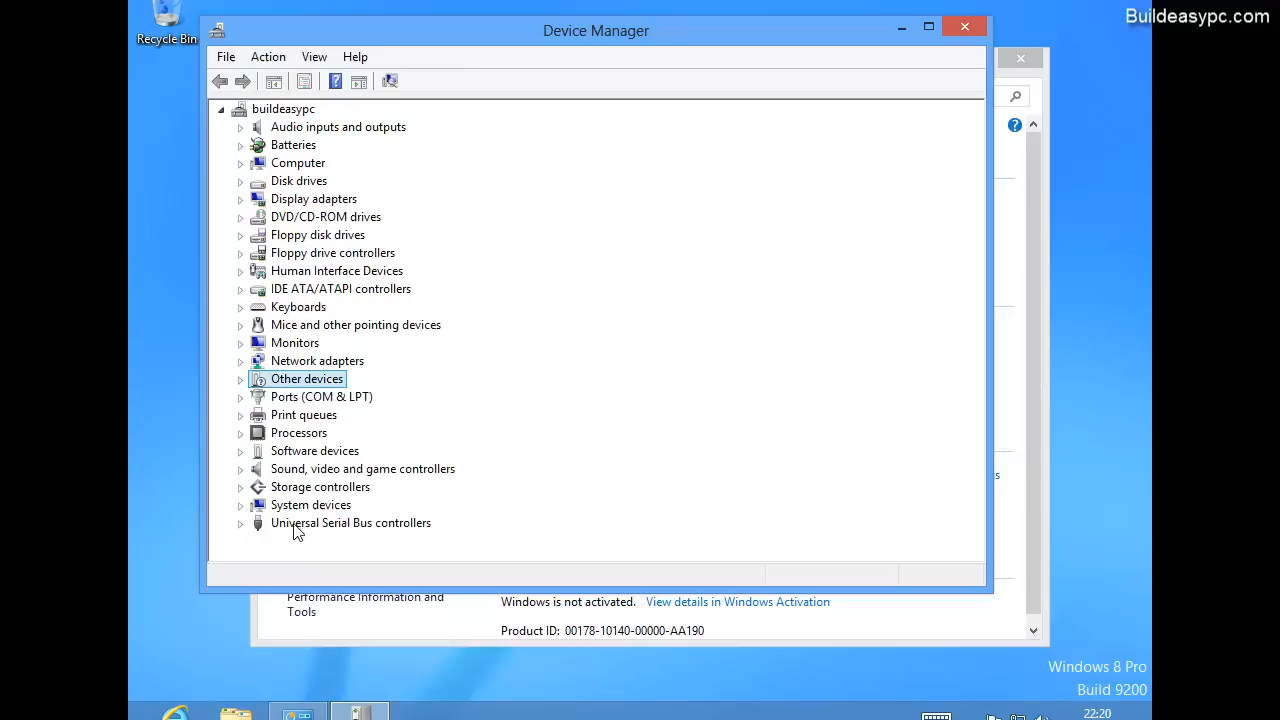 Buildeasypc.com
Recycle Bin
Device Manager
File Action View Help
buildeasypc
Audio inputs and outputs
Batteries
Computer
Disk drives
Display adapters
DVD/CD-ROM drives
Floppy disk drives
Floppy drive controllers
Human Interface Devices
IDE ATA/ATAPI controllers
Keyboards
Mice and other pointing devices
Monitors
Network adapters
Other devices
Ports (COM & LPT)
Print queues
Processors
Software devices
Sound, video and game controllers
Storage controllers
System devices
Universal Serial Bus controllers
s
Performance Information and
Tools
Windows is not activated. View details in Windows Activation
Product ID: 00178-10140-00000-AA190
Windows 8 Pro
Build 9200
22:20